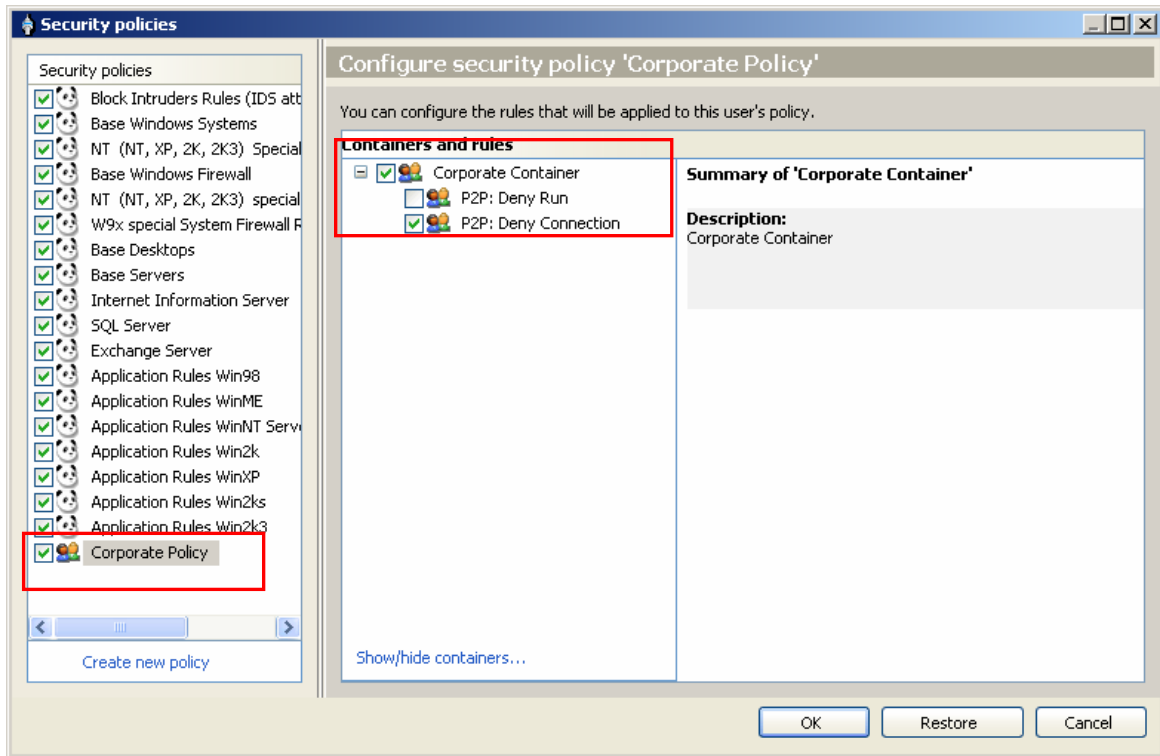 Security policies
Security policies
Block Intruders Rules (IDS att
Base Windows Systems
NT (NT, XP, 2K, 2K3) Special
Base Windows Firewall
NT (NT, XP, 2K, 2K3) special
W9x special System Firewall R
Base Desktops
Base Servers
Internet Information Server
SQL Server
Exchange Server
Application Rules Win98
Application Rules WinME
Application Rules WinNT Serv
Application Rules Win2k
Application Rules WinXP
Application Rules Win2ks
Application Rules Win2k3
Corporate Policy
Create new policy
Configure security policy 'Corporate Policy'
You can configure the rules that will be applied to this user's policy.
Containers and rules
Corporate Container
P2P: Deny Run
P2P: Deny Connection
Show/hide containers...
Summary of 'Corporate Container'
Description:
Corporate Container
OK Restore Cancel